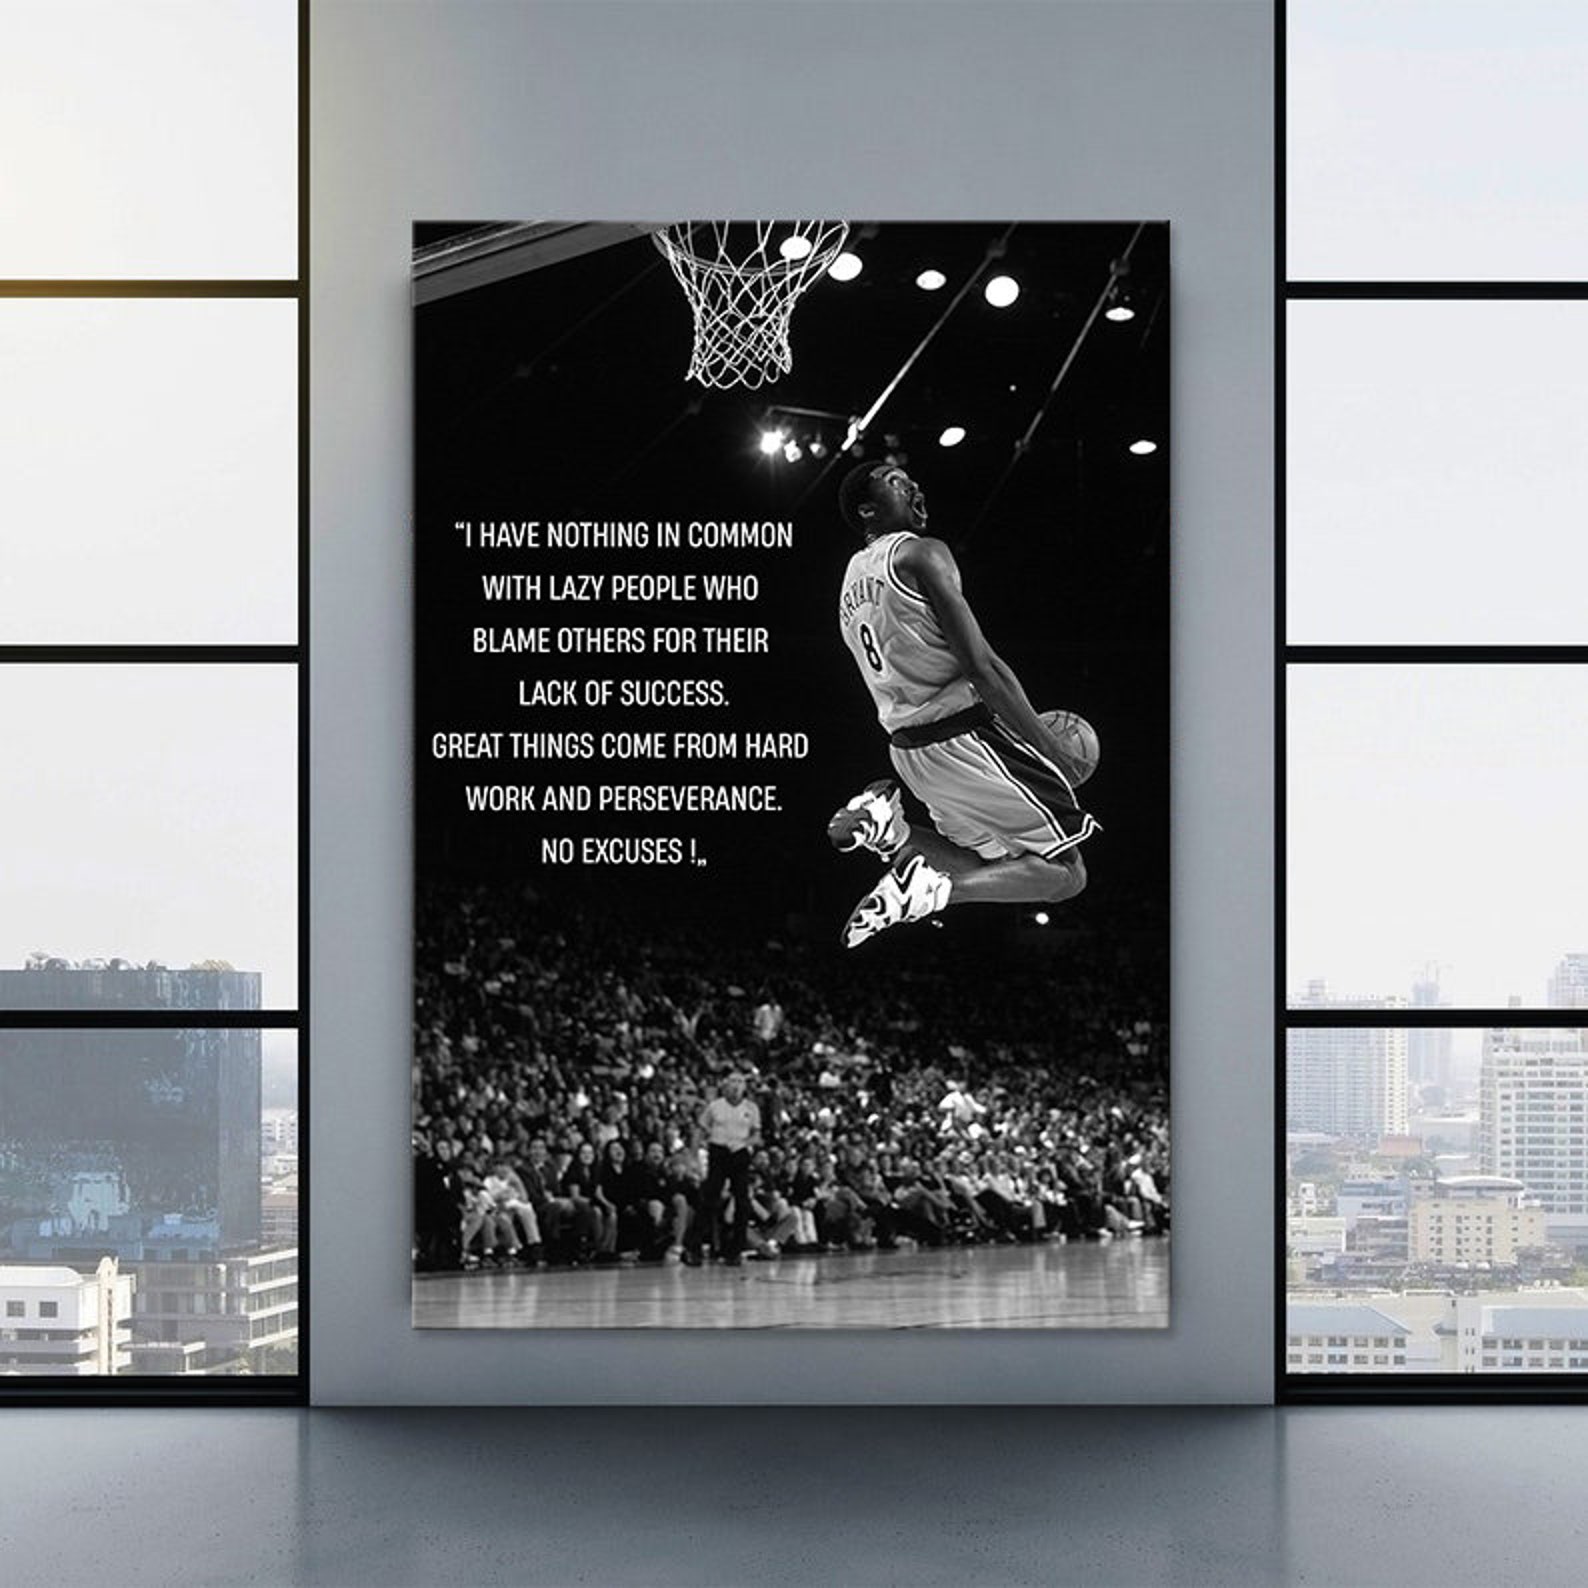 “I HAVE NOTHING IN COMMON
WITH LAZY PEOPLE WHO
BLAME OTHERS FOR THEIR
LACK OF SUCCESS.
GREAT THINGS COME FROM HARD
WORK AND PERSEVERANCE.
NO EXCUSES !„
BRYANT
8